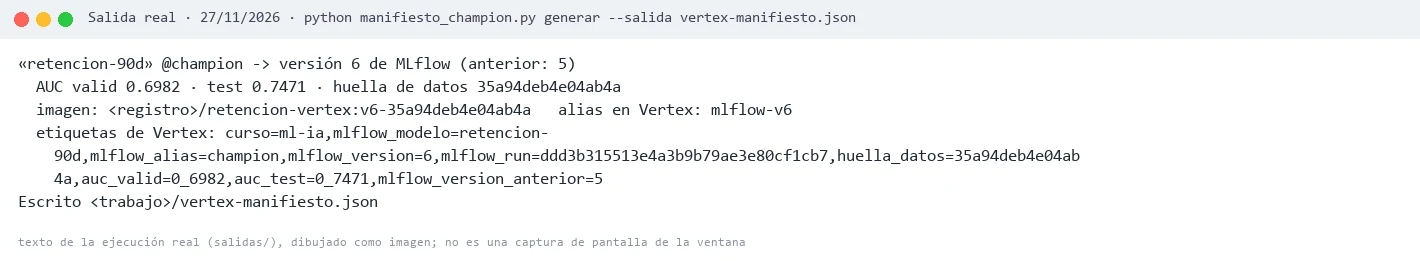 Salida real · 27/11/2026 · python manifiesto_champion.py generar --salida vertex-manifiesto.json
«retencion-90d» @champion -> versión 6 de MLflow (anterior: 5)
AUC valid 0.6982 · test 0.7471 · huella de datos 35a94deb4e04ab4a
imagen: <registro>/retencion-vertex:v6-35a94deb4e04ab4a   alias en Vertex: mlflow-v6
etiquetas de Vertex: curso=ml-ia,mlflow_modelo=retencion-
90d,mlflow_alias=champion,mlflow_version=6,mlflow_run=ddd3b315513e4a3b9b79ae3e80cf1cb7,huella_datos=35a94deb4e04ab
4a,auc_valid=0_6982,auc_test=0_7471,mlflow_version_anterior=5
Escrito <trabajo>/vertex-manifiesto.json
texto de la ejecución real (salidas/), dibujado como imagen; no es una captura de pantalla de la ventana